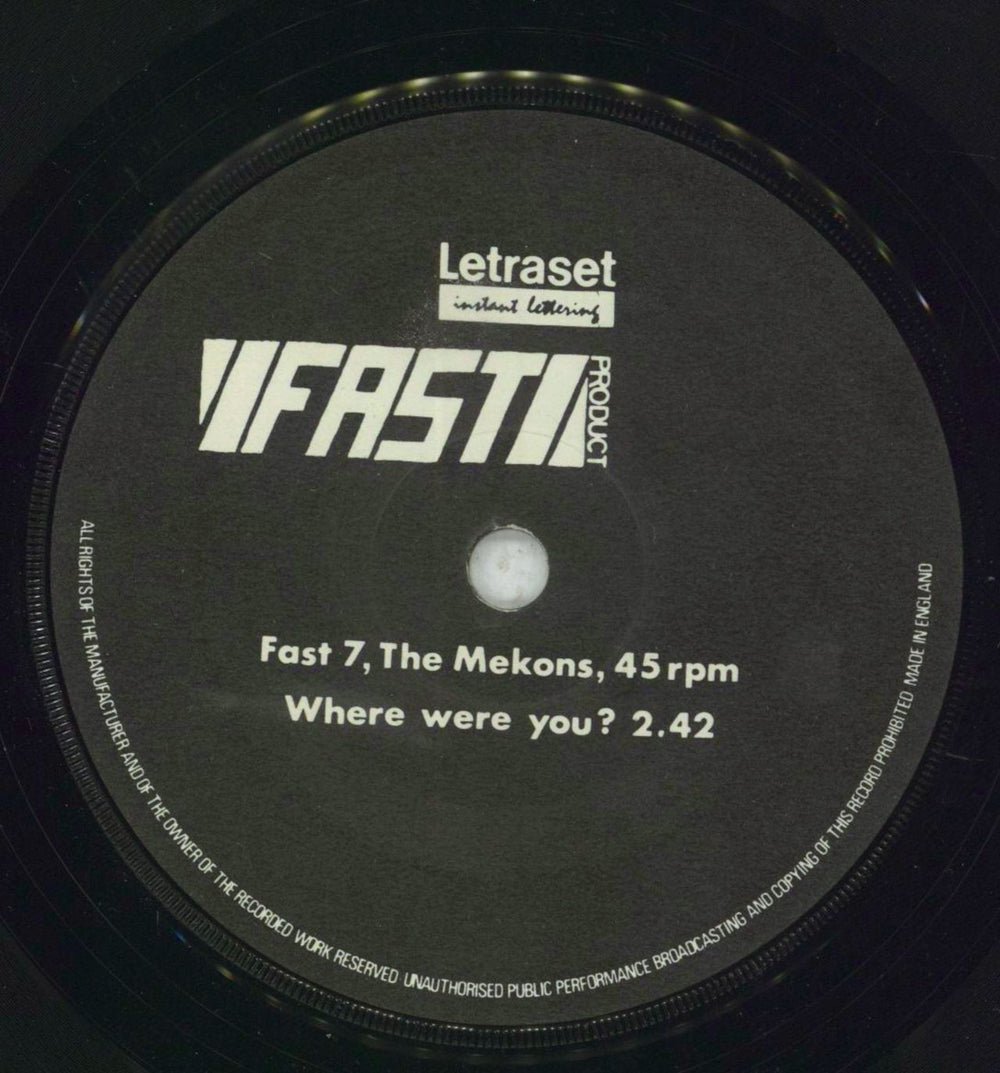 Letraset
instant lettering
FAST
PRODUCT
Fast 7, The Mekons, 45 rpm
Where were you? 2.42
ALL RIGHTS OF THE MANUFACTURER AND OF THE OWNER OF THE RECORDED WORK RESERVED UNAUTHORISED PUBLIC PERFORMANCE BROADCASTING AND COPYING OF THIS RECORD PROHIBITED MADE IN ENGLAND